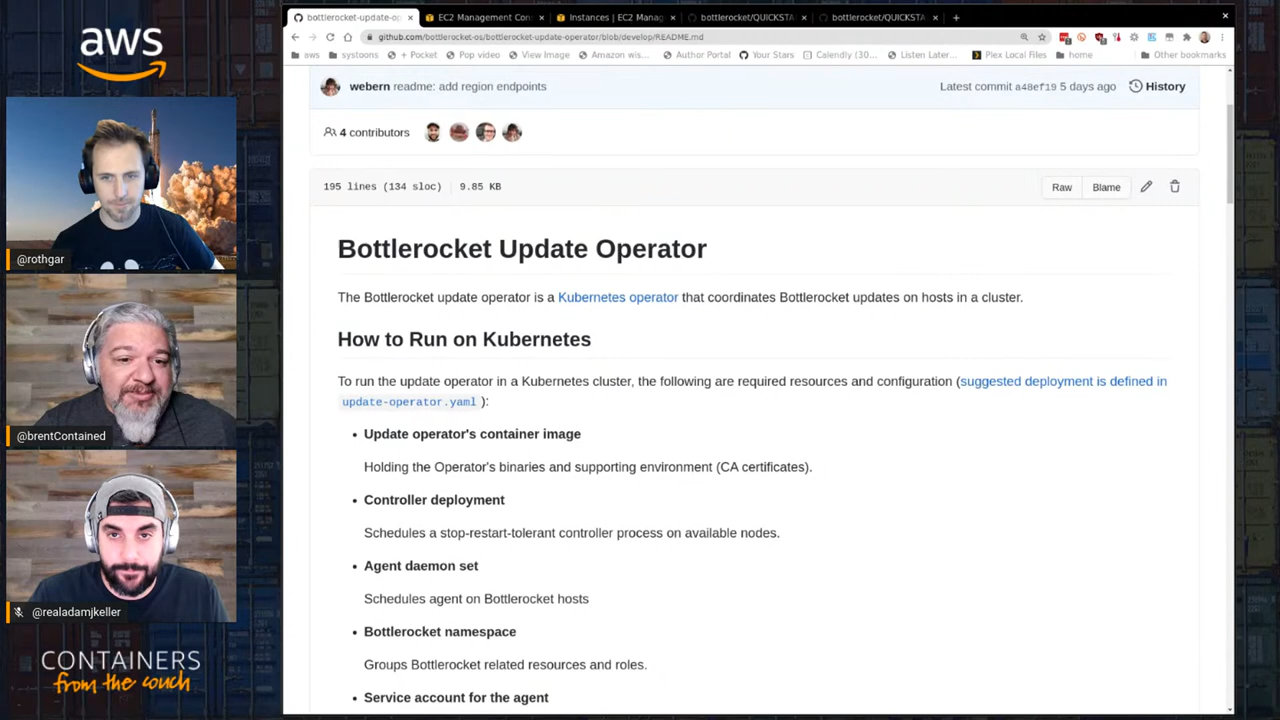 aws
@rothgar
@brentContained
@realadamjkeller
CONTAINERS
from the couch
bottlerocket-update-op
EC2 Management Con
Instances | EC2 Manag
bottlerocket/QUICKSTA
bottlerocket/QUICKSTA
github.com/bottlerocket-os/bottlerocket-update-operator/blob/develop/README.md
aws
systoons
+ Pocket
Pop video
View Image
Amazon wis...
Author Portal
Your Stars
Calendly (30...
Listen Later...
Plex Local Files
home
Other bookmarks
webern readme: add region endpoints
Latest commit a48ef19 5 days ago
History
4 contributors
195 lines (134 sloc) 9.85 KB
Raw
Blame
Bottlerocket Update Operator
The Bottlerocket update operator is a Kubernetes operator that coordinates Bottlerocket updates on hosts in a cluster.
How to Run on Kubernetes
To run the update operator in a Kubernetes cluster, the following are required resources and configuration (suggested deployment is defined in
update-operator.yaml ):
• Update operator's container image
Holding the Operator's binaries and supporting environment (CA certificates).
• Controller deployment
Schedules a stop-restart-tolerant controller process on available nodes.
• Agent daemon set
Schedules agent on Bottlerocket hosts
• Bottlerocket namespace
Groups Bottlerocket related resources and roles.
• Service account for the agent